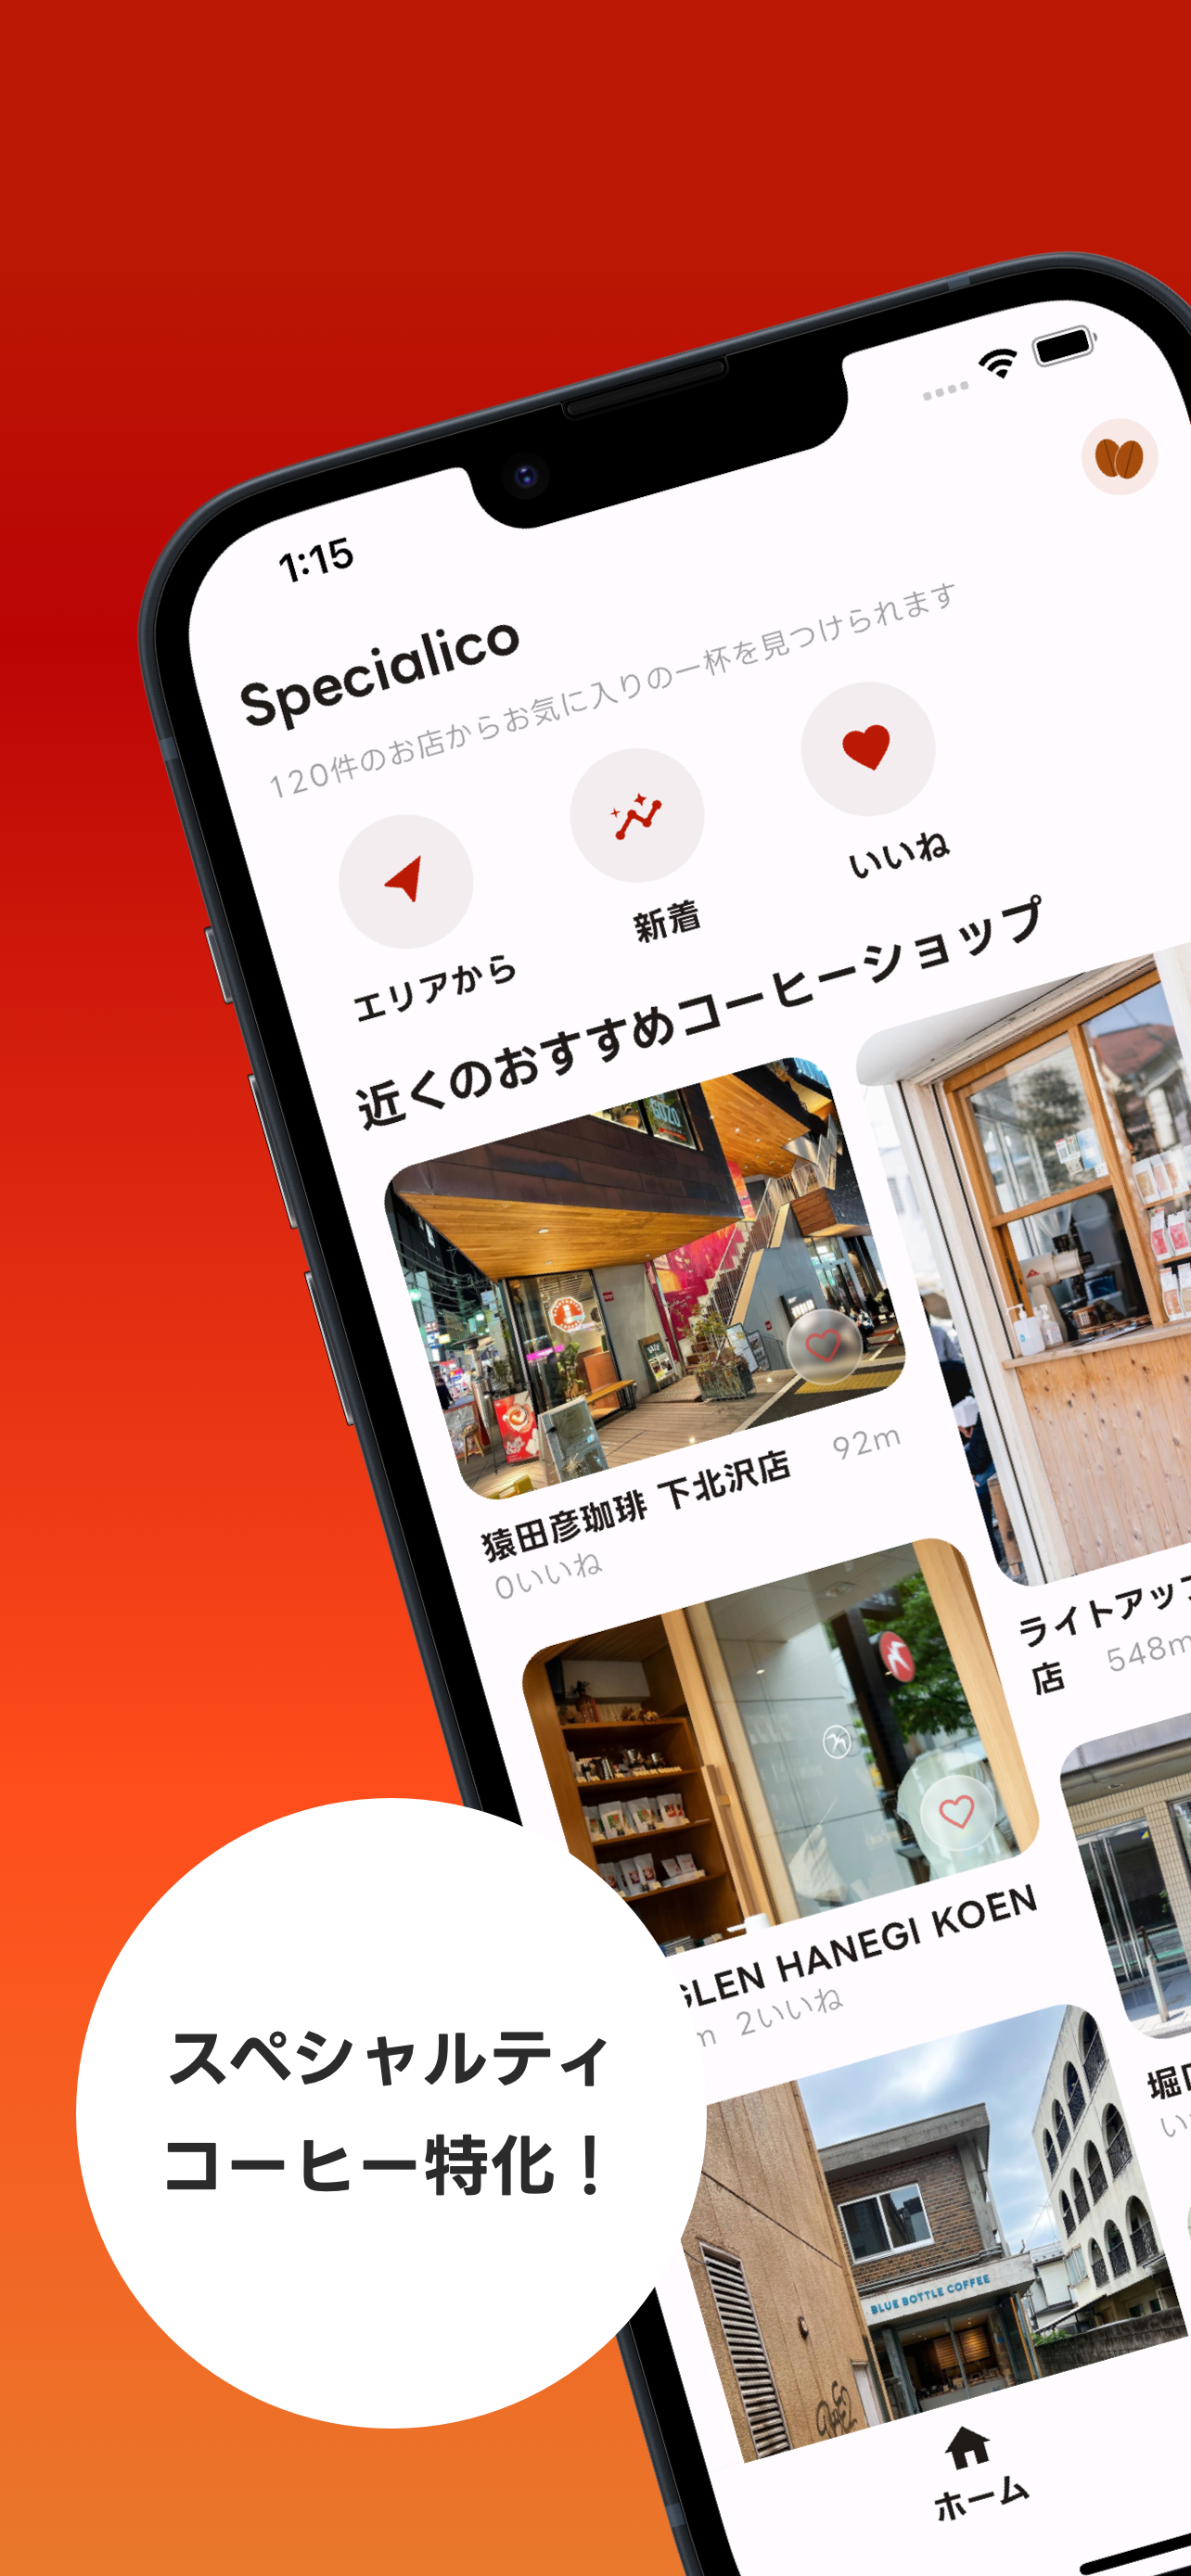 1:15
Specialico
120件のお店からお気に入りの一杯を見つけられます
エリアから
新着
いいね
近くのおすすめコーヒーショップ
猿田彦珈琲 下北沢店 92m
0いいね
ライトアップ
店 548m
GLEN HANEGI KOEN
m 2いいね
BLUE BOTTLE COFFEE
ホーム
スペシャルティ
コーヒー特化！